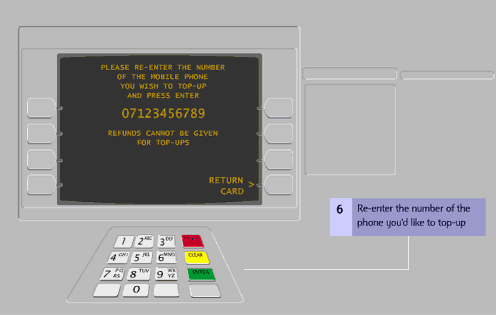 PLEASE RE-ENTER THE NUMBER
OF THE MOBILE PHONE
YOU WISH TO TOP-UP
AND PRESS ENTER
07123456789
REFUNDS CANNOT BE GIVEN
FOR TOP-UPS
RETURN >
CARD
6 Re-enter the number of the
phone you'd like to top-up
1 2 ABC 3 DEF
4 GHI 5 JKL 6 MNO CLEAR
7 PQRS 8 TUV 9 WXYZ ENTER
0